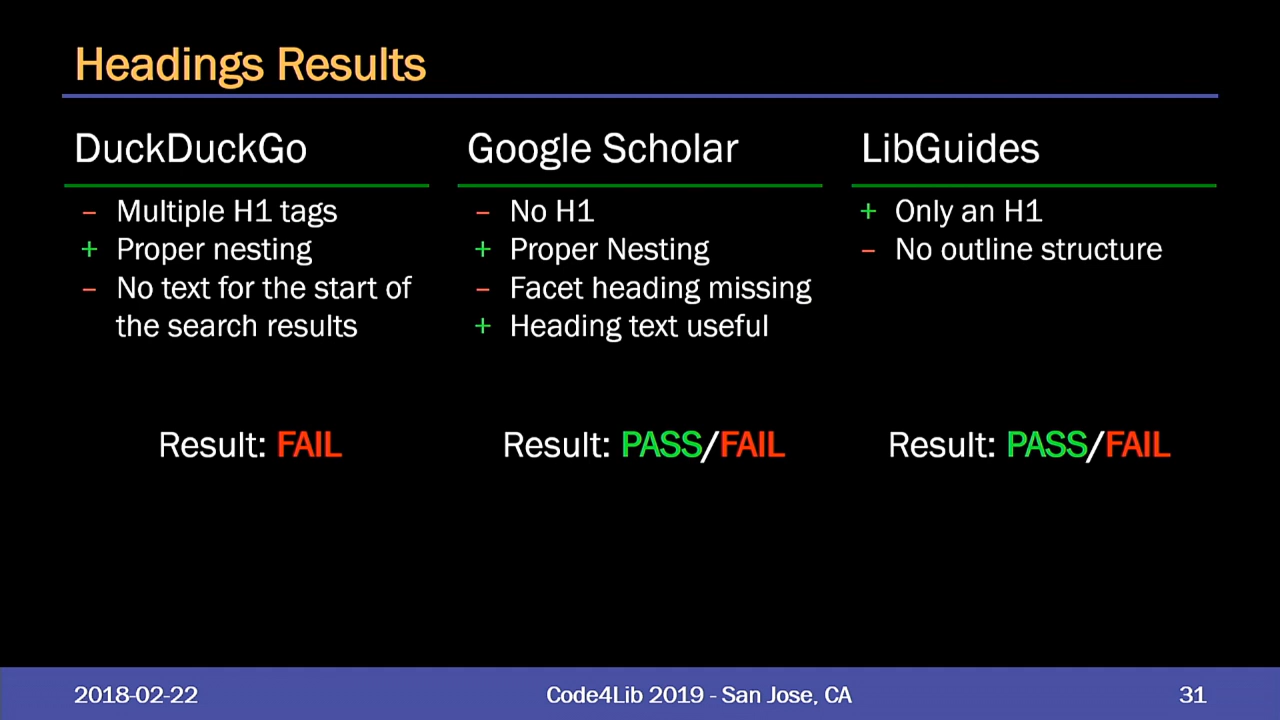 Headings Results
DuckDuckGo
– Multiple H1 tags
+ Proper nesting
– No text for the start of
the search results
Result: FAIL
Google Scholar
– No H1
+ Proper Nesting
– Facet heading missing
+ Heading text useful
Result: PASS/FAIL
LibGuides
+ Only an H1
– No outline structure
Result: PASS/FAIL
2018-02-22
Code4Lib 2019 - San Jose, CA
31